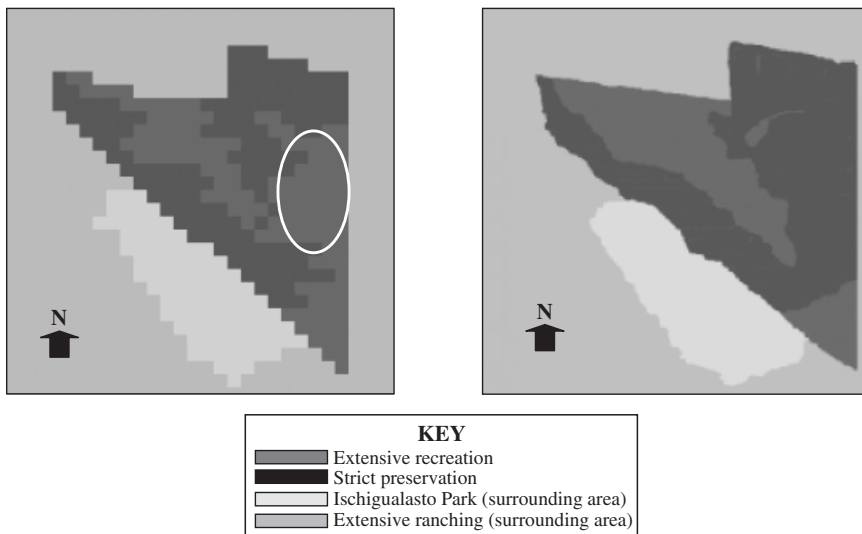 N
N
KEY
Extensive recreation
Strict preservation
Ischigualasto Park (surrounding area)
Extensive ranching (surrounding area)